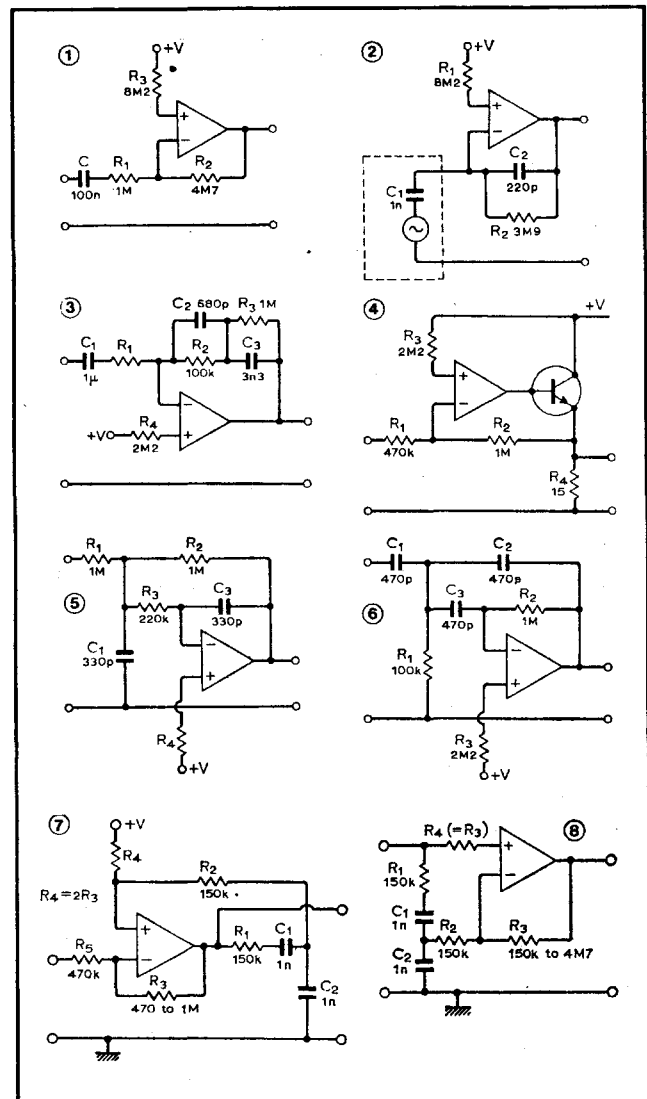 ①
+V
R3
8M2
+
−
C
100n
R1
1M
R2
4M7
②
+V
R1
8M2
+
−
C1
1n
C2
220p
R2 3M9
③
C2 680p
R3 1M
C1
1μ
R1
R2
100k
C3
3n3
−
+
+V
R4
2M2
④
+V
R3
2M2
+
−
R1
470k
R2
1M
R4
15
⑤
R1
1M
R2
1M
R3
220k
C3
330p
C1
330p
−
+
R4
+V
⑥
C1
470p
C2
470p
C3
470p
R2
1M
R1
100k
−
+
R3
2M2
+V
⑦
+V
R4
R4=2R3
R2
150k
+
−
R1
150k
C1
1n
R5
470k
R3
470 to 1M
C2
1n
⑧
R4 (=R3)
+
−
R1
150k
C1
1n
R2
150k
R3
150k to 4M7
C2
1n